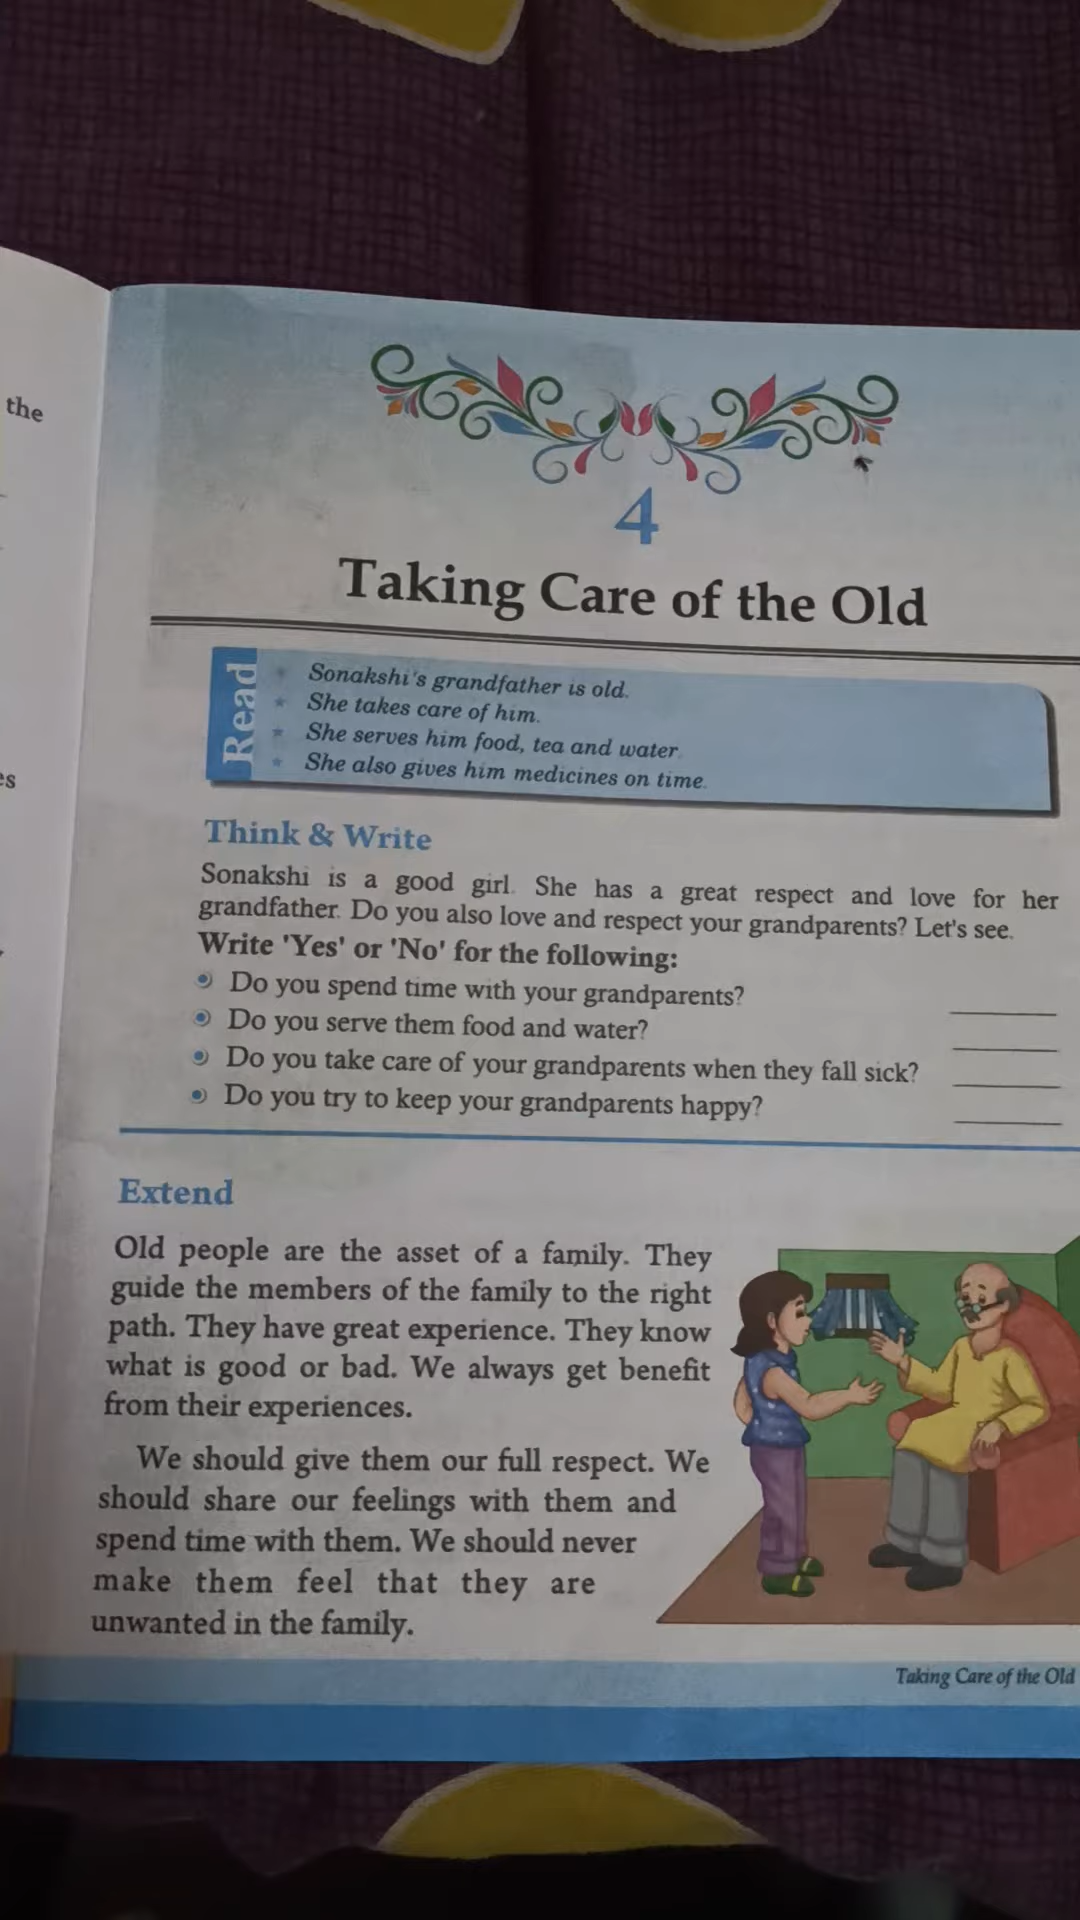 the
es
4
Taking Care of the Old
Read
Sonakshi's grandfather is old.
She takes care of him.
She serves him food, tea and water.
She also gives him medicines on time.
Think & Write
Sonakshi is a good girl. She has a great respect and love for her
grandfather. Do you also love and respect your grandparents? Let's see.
Write 'Yes' or 'No' for the following:
Do you spend time with your grandparents?
Do you serve them food and water?
Do you take care of your grandparents when they fall sick?
Do you try to keep your grandparents happy?
Extend
Old people are the asset of a family. They
guide the members of the family to the right
path. They have great experience. They know
what is good or bad. We always get benefit
from their experiences.
We should give them our full respect. We
should share our feelings with them and
spend time with them. We should never
make them feel that they are
unwanted in the family.
Taking Care of the Old